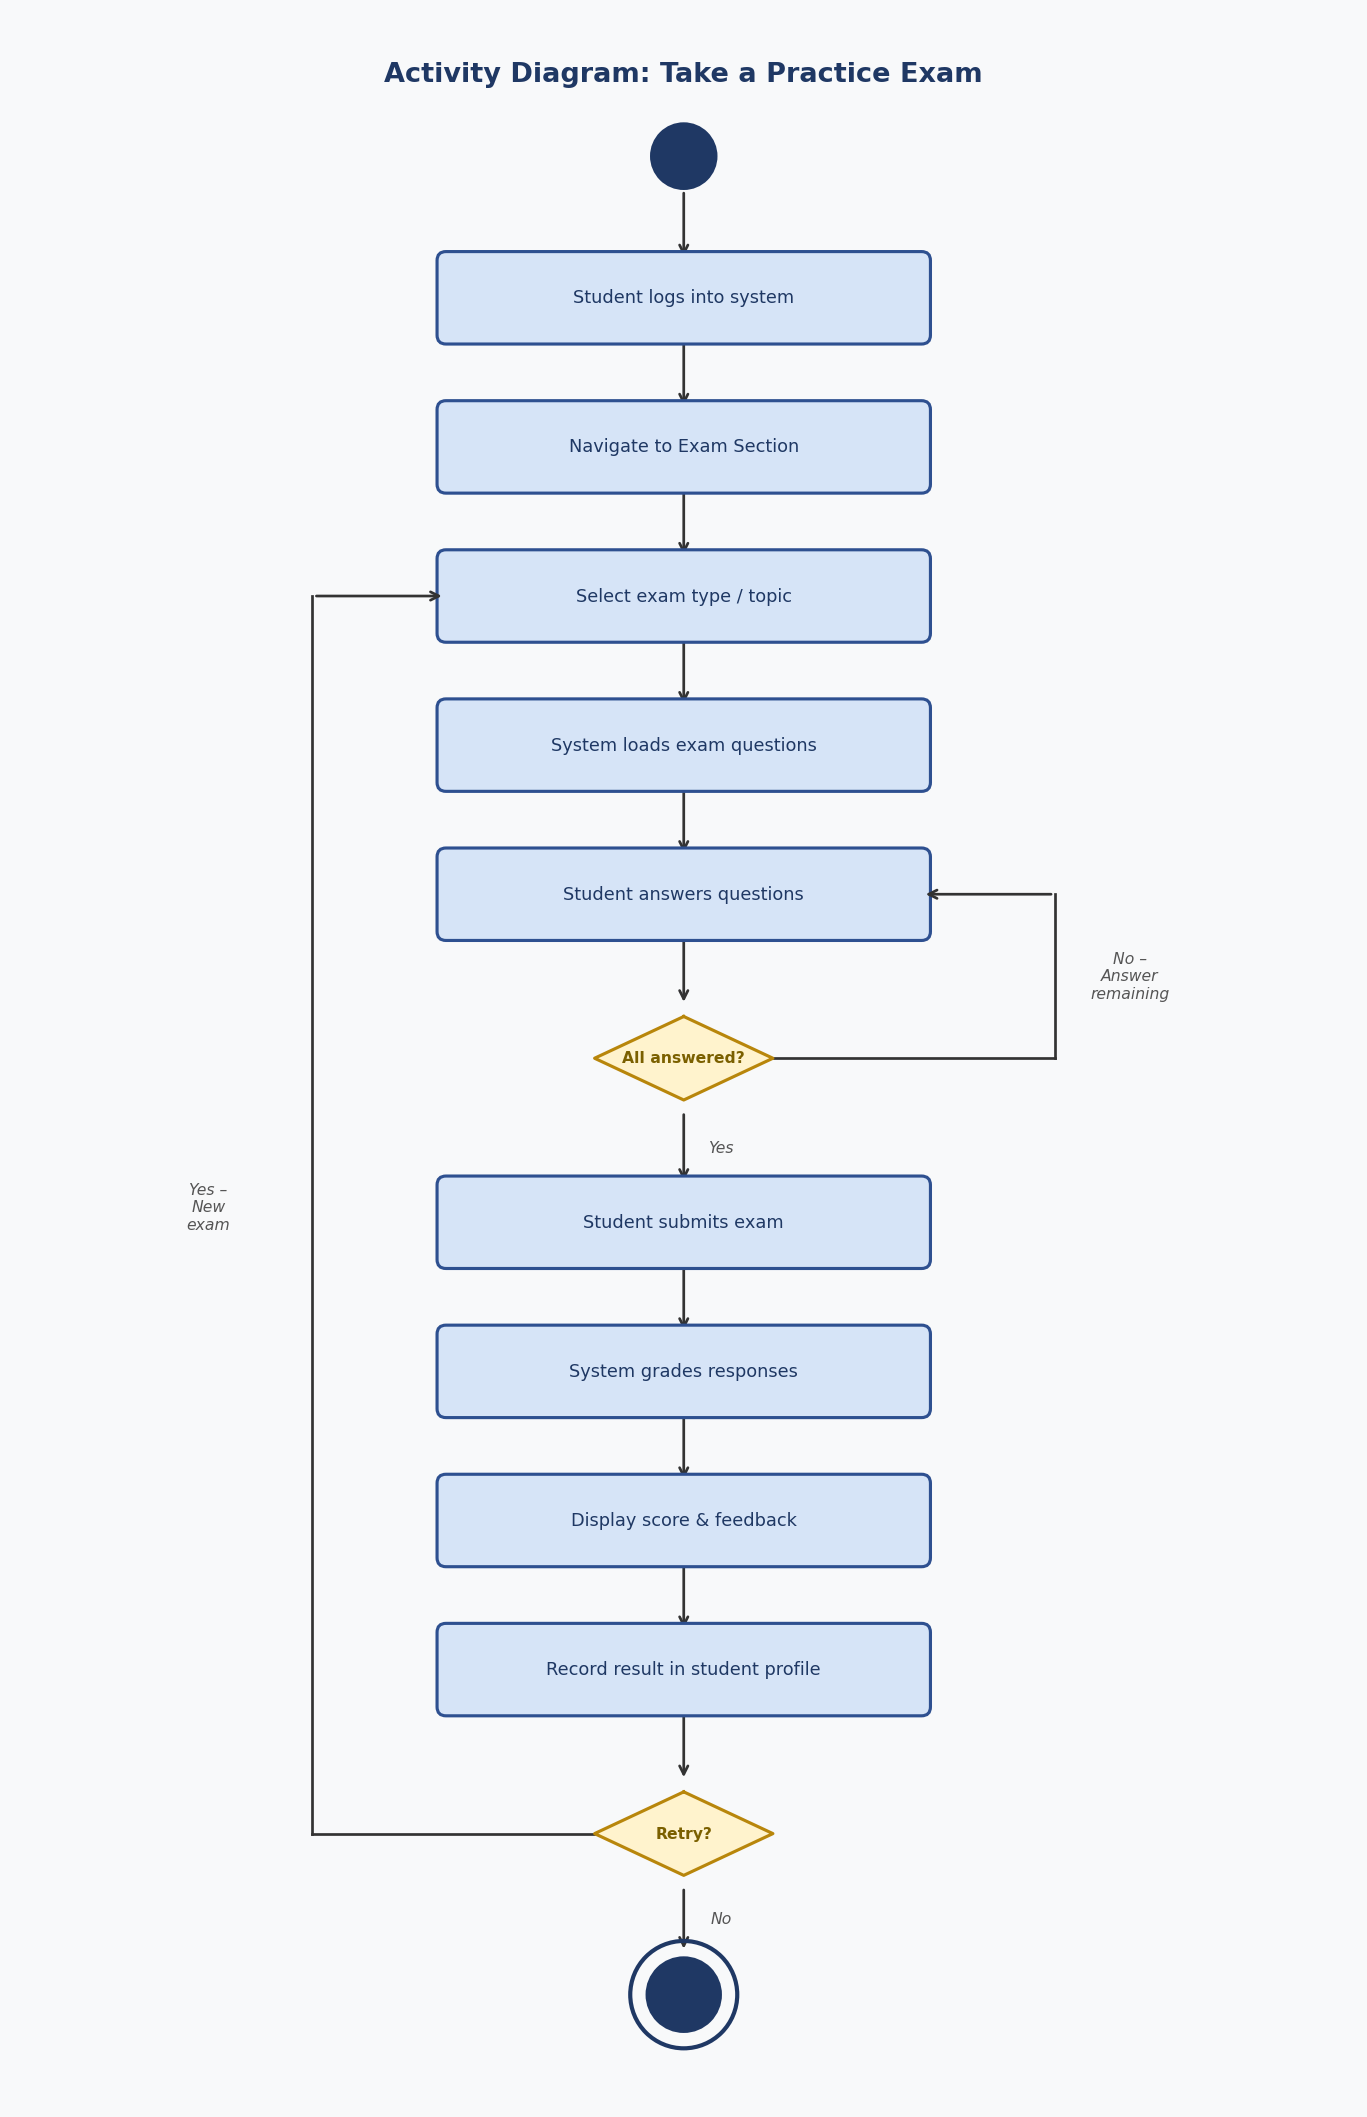 Activity Diagram: Take a Practice Exam
Student logs into system
Navigate to Exam Section
Select exam type / topic
System loads exam questions
Student answers questions
No –
Answer
remaining
All answered?
Yes
Yes –
New
exam
Student submits exam
System grades responses
Display score & feedback
Record result in student profile
Retry?
No